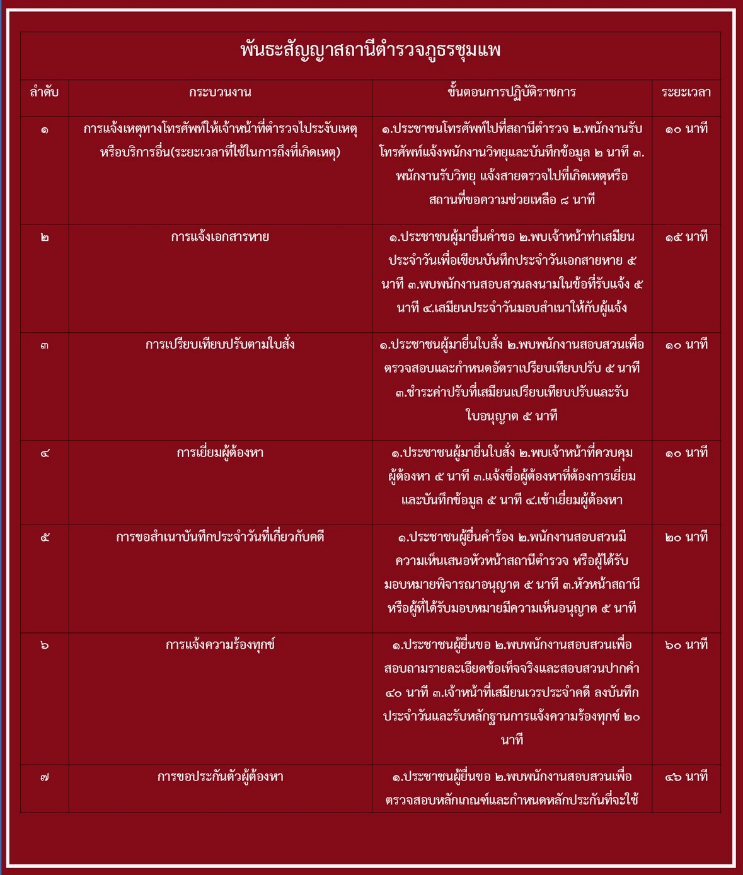 พันธะสัญญาสถานีตำรวจภูธรชุมแพ
ลำดับ กระบวนงาน ขั้นตอนการปฏิบัติราชการ ระยะเวลา
๑ การแจ้งเหตุทางโทรศัพท์ให้เจ้าหน้าที่ตำรวจไประงับเหตุ ๑.ประชาชนโทรศัพท์ไปที่สถานีตำรวจ ๒.พนักงานรับ ๑๐ นาที
หรือบริการอื่น(ระยะเวลาที่ใช้ในการถึงที่เกิดเหตุ) โทรศัพท์แจ้งพนักงานวิทยุและบันทึกข้อมูล ๒ นาที ๓.
พนักงานรับวิทยุ แจ้งสายตรวจไปที่เกิดเหตุหรือ
สถานที่ขอความช่วยเหลือ ๘ นาที
๒ การแจ้งเอกสารหาย ๑.ประชาชนผู้มายื่นคำขอ ๒.พบเจ้าหน้าท่าเสมียน ๑๕ นาที
ประจำวันเพื่อเขียนบันทึกประจำวันเอกสายหาย ๕
นาที ๓.พบพนักงานสอบสวนลงนามในข้อที่รับแจ้ง ๕
นาที ๔.เสมียนประจำวันมอบสำเนาให้กับผู้แจ้ง
๓ การเปรียบเทียบปรับตามใบสั่ง ๑.ประชาชนผู้มายื่นใบสั่ง ๒.พบพนักงานสอบสวนเพื่อ ๑๐ นาที
ตรวจสอบและกำหนดอัตราเปรียบเทียบปรับ ๕ นาที
๓.ชำระค่าปรับที่เสมียนเปรียบเทียบปรับและรับ
ใบอนุญาต ๕ นาที
๔ การเยี่ยมผู้ต้องหา ๑.ประชาชนผู้มายื่นใบสั่ง ๒.พบเจ้าหน้าที่ควบคุม ๑๐ นาที
ผู้ต้องหา ๕ นาที ๓.แจ้งชื่อผู้ต้องหาที่ต้องการเยี่ยม
และบันทึกข้อมูล ๕ นาที ๔.เข้าเยี่ยมผู้ต้องหา
๕ การขอสำเนาบันทึกประจำวันที่เกี่ยวกับคดี ๑.ประชาชนผู้ยื่นคำร้อง ๒.พนักงานสอบสวนมี ๒๐ นาที
ความเห็นเสนอหัวหน้าสถานีตำรวจ หรือผู้ได้รับ
มอบหมายพิจารณาอนุญาต ๕ นาที ๓.หัวหน้าสถานี
หรือผู้ที่ได้รับมอบหมายมีความเห็นอนุญาต ๕ นาที
๖ การแจ้งความร้องทุกข์ ๑.ประชาชนผู้ยื่นขอ ๒.พบพนักงานสอบสวนเพื่อ ๖๐ นาที
สอบถามรายละเอียดข้อเท็จจริงและสอบสวนปากคำ
๔๐ นาที ๓.เจ้าหน้าที่เสมียนเวรประจำคดี ลงบันทึก
ประจำวันและรับหลักฐานการแจ้งความร้องทุกข์ ๒๐
นาที
๗ การขอประกันตัวผู้ต้องหา ๑.ประชาชนผู้ยื่นขอ ๒.พบพนักงานสอบสวนเพื่อ ๔๖ นาที
ตรวจสอบหลักเกณฑ์และกำหนดหลักประกันที่จะใช้